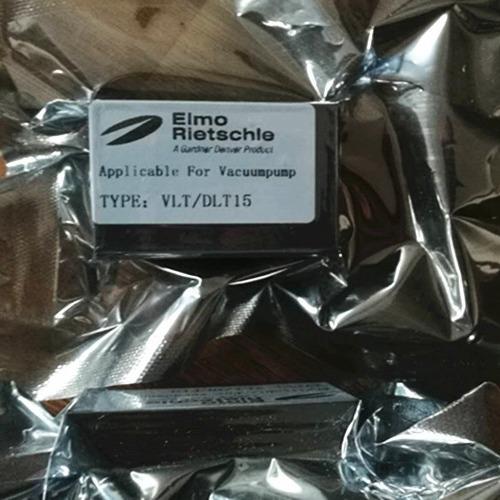 Elmo
Rietschle
A Gardner Denver Product
Applicable For Vacuumpump
TYPE: VLT/DLT15